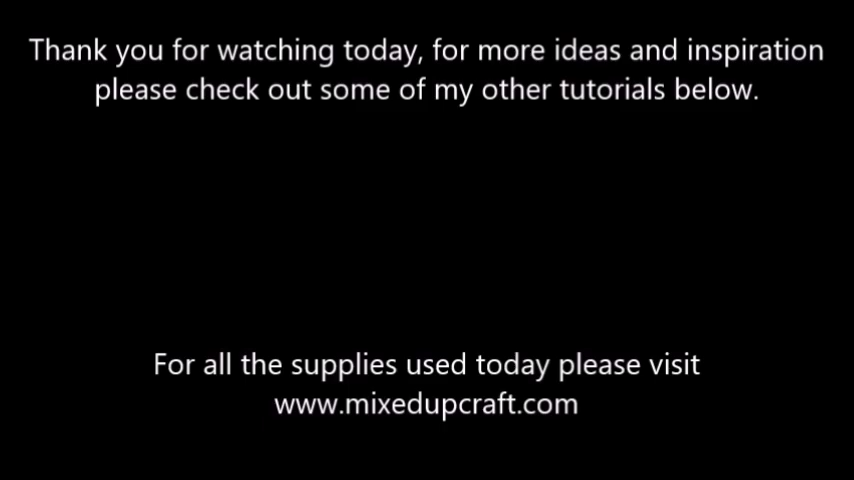 Thank you for watching today, for more ideas and inspiration
please check out some of my other tutorials below.
For all the supplies used today please visit
www.mixedupcraft.com